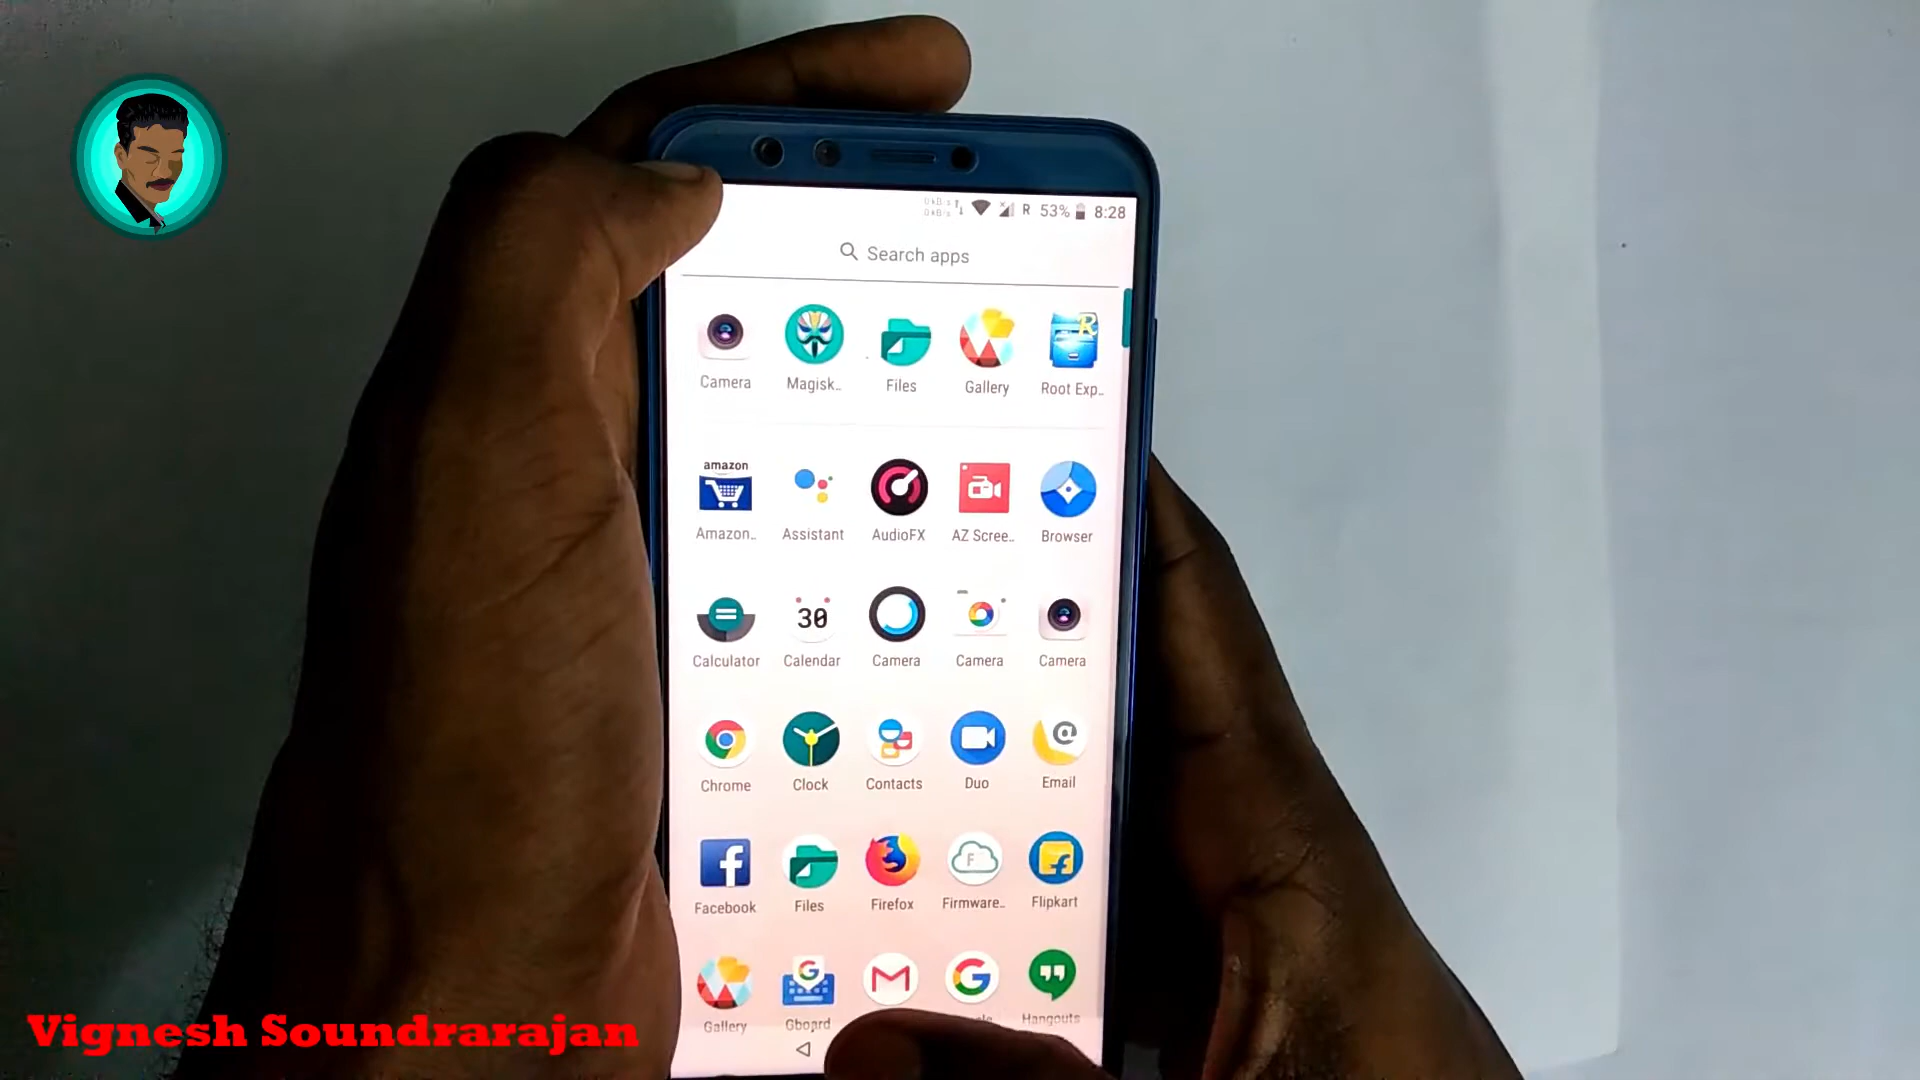 0kB/s
0kB/s
R 53% 8:28
Search apps
R
Camera Magisk.. Files Gallery Root Exp..
amazon
Amazon.. Assistant AudioFX AZ Scree.. Browser
30
Calculator Calendar Camera Camera Camera
@
Chrome Clock Contacts Duo Email
f F f
Facebook Files Firefox Firmware.. Flipkart
G M G
Gallery Gboard Hangouts
Vignesh Soundrarajan